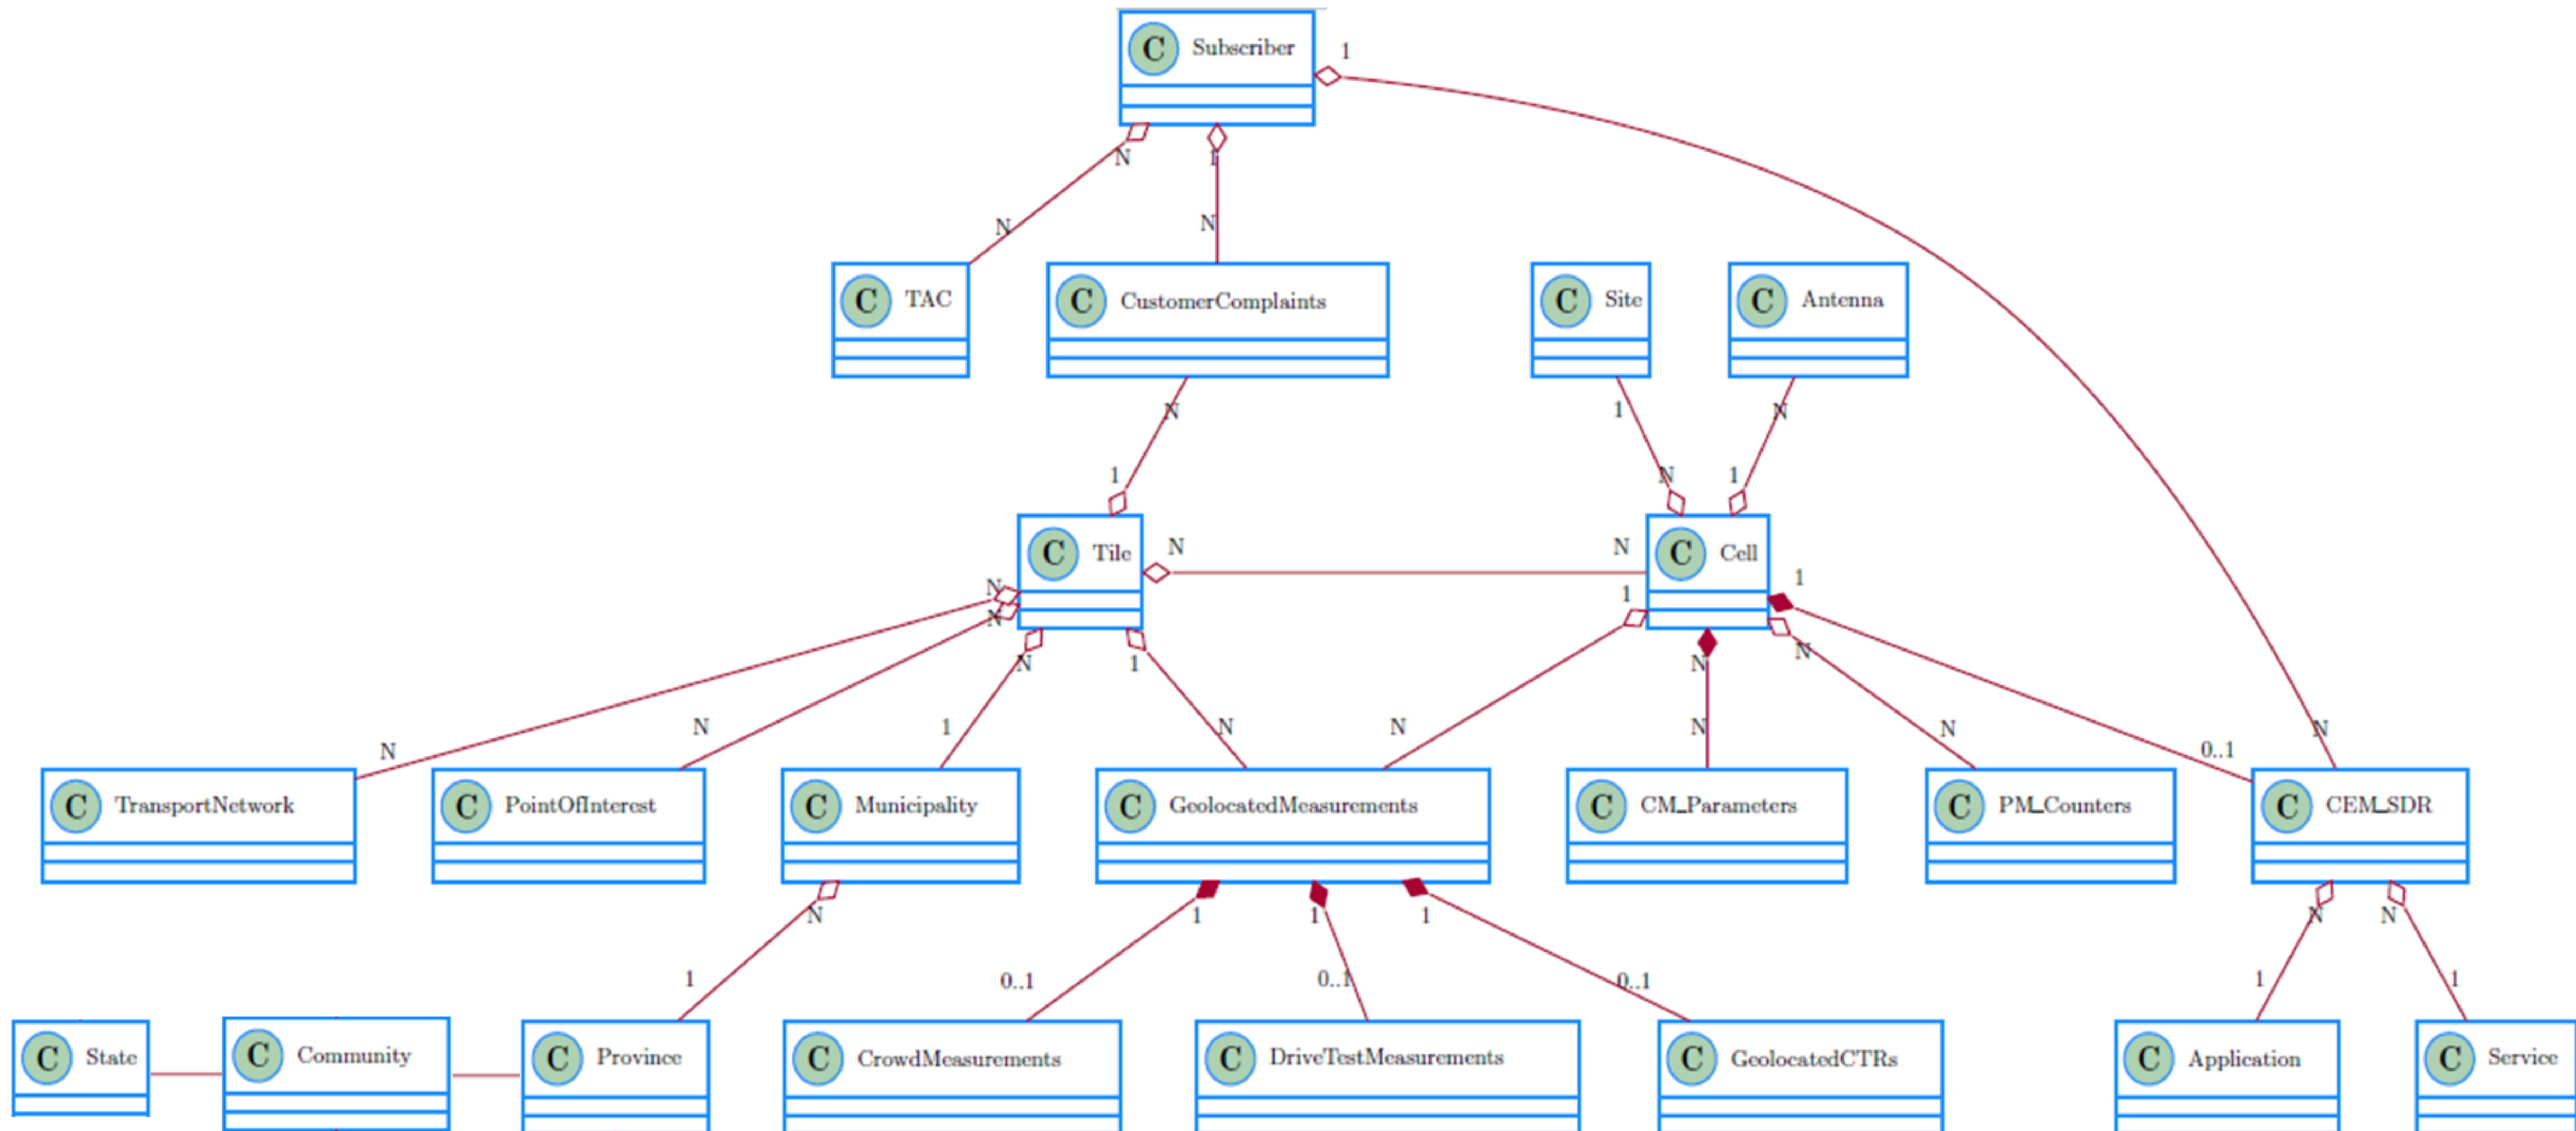 C Subscriber
1
N
1
N
N
C TAC
C CustomerComplaints
C Site
C Antenna
N
1
N
1
N
1
C Tile
N
N
C Cell
1
N
N
1
N
1
N
N
N
N
1
N
N
N
N
N
N
0..1
C TransportNetwork
C PointOfInterest
C Municipality
C GeolocatedMeasurements
C CM_Parameters
C PM_Counters
C CEM_SDR
N
1
1
1
N
N
1
0..1
0..1
0..1
1
1
C State
C Community
C Province
C CrowdMeasurements
C DriveTestMeasurements
C GeolocatedCTRs
C Application
C Service